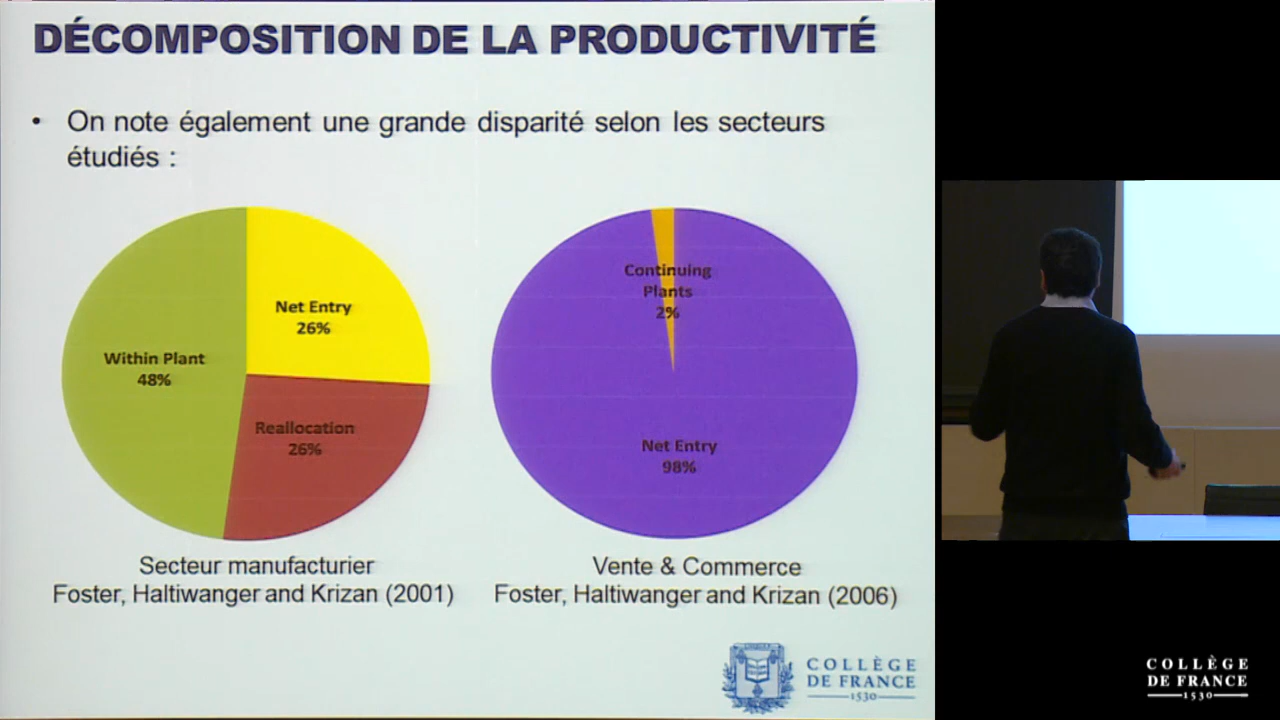 DÉCOMPOSITION DE LA PRODUCTIVITÉ
• On note également une grande disparité selon les secteurs
étudiés :
Net Entry
26%
Within Plant
48%
Reallocation
26%
Continuing
Plants
2%
Net Entry
98%
Secteur manufacturier
Foster, Haltiwanger and Krizan (2001)
Vente & Commerce
Foster, Haltiwanger and Krizan (2006)
COLLÈGE
DE FRANCE
1530
COLLÈGE
DE FRANCE
1530